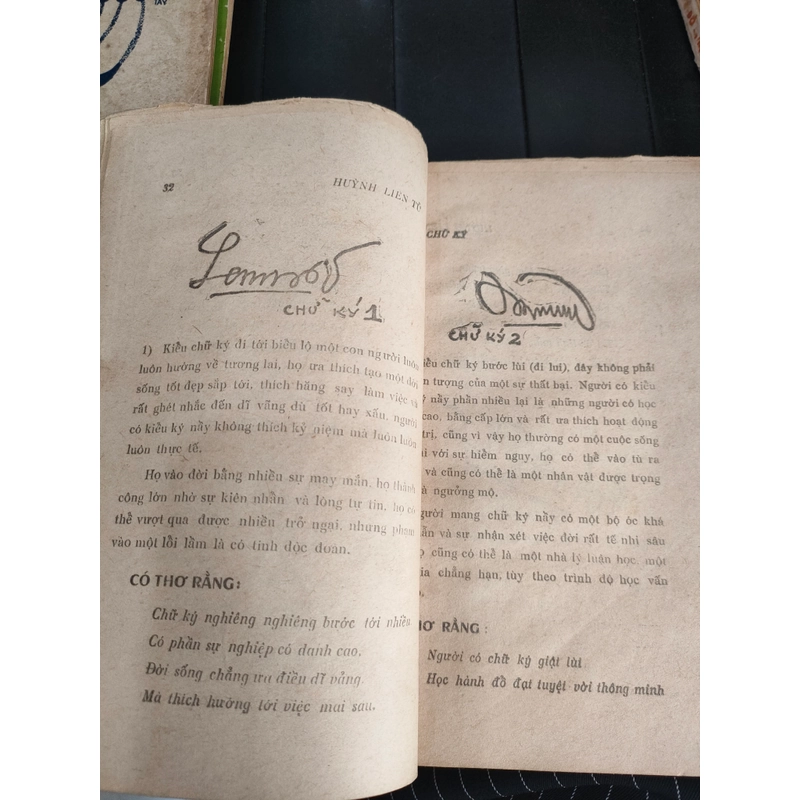 32
HUỲNH LIÊN TỬ
CHỮ KÝ 1
1) Kiểu chữ ký đi tới biểu lộ một con người luôn
luôn hướng về tương lai, họ ưa thích tạo một đời
sống tốt đẹp sắp tới, thích hăng say làm việc và
rất ghét nhắc đến dĩ vãng dù tốt hay xấu, người
có kiểu ký nầy không thích kỷ niệm mà luôn luôn
luôn thực tế.
Họ vào đời bằng nhiều sự may mắn, họ thành
công lớn nhờ sự kiên nhẫn và lòng tự tin, họ có
thể vượt qua được nhiều trở ngại, nhưng phạm
vào một lỗi lầm là có tính độc đoán.
CÓ THƠ RẰNG:
Chữ ký nghiêng nghiêng bước tới nhiều
Có phần sự nghiệp có danh cao.
Đời sống chẳng ưa điều dĩ vảng
Mà thích hướng tới việc mai sau.
CHỮ KÝ
CHỮ KÝ 2
chữ ký bước lùi (đi lui), đây không phải
tượng của một sự thất bại. Người có kiểu
nầy phần nhiều lại là những người có học
cao, bằng cấp lớn và rất ưa thích hoạt động
trị, cũng vì vậy họ thường có một cuộc sống
với sự hiểm nguy, họ có thể vào tù ra
và cũng có thể là một nhân vật được trọng
ngưởng mộ.
mang chữ ký nầy có một bộ óc khá
và sự nhận xét việc đời rất tế nhị sâu
cũng có thể là một nhà lý luận học, một
chẳng hạn, tùy theo trình độ học vấn
RẰNG:
Người có chữ ký giật lùi
Học hành đổ đạt tuyệt vời thông minh